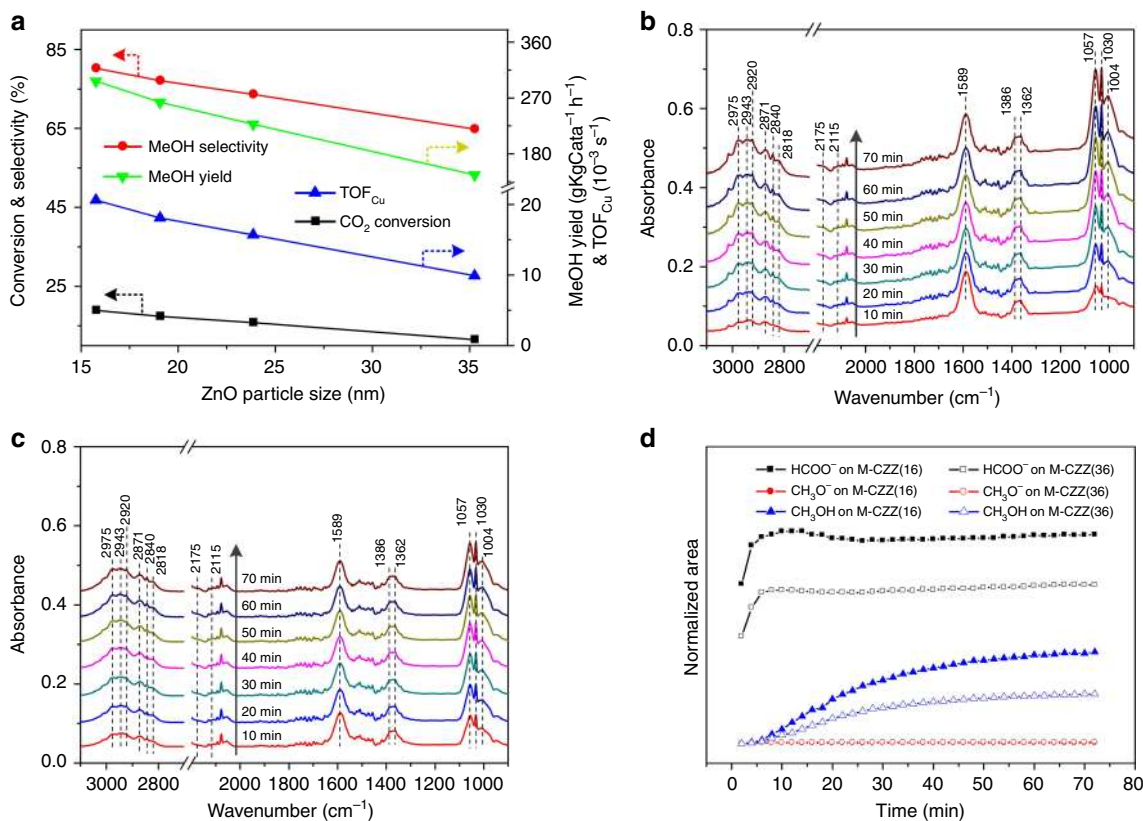 a
85
65
45
25
Conversion & selectivity (%)
MeOH selectivity
MeOH yield
TOF_Cu
CO₂ conversion
360
270
180
20
10
0
MeOH yield (gKgCata⁻¹ h⁻¹)
& TOF_Cu (10⁻³ s⁻¹)
15 20 25 30 35
ZnO particle size (nm)
b
0.8
0.6
0.4
0.2
0.0
Absorbance
2975
2943
2920
2871
2840
2818
2175
2115
1589
1386
1362
1057
1030
1004
70 min
60 min
50 min
40 min
30 min
20 min
10 min
3000 2800 2000 1800 1600 1400 1200 1000
Wavenumber (cm⁻¹)
c
0.8
0.6
0.4
0.2
0.0
Absorbance
2975
2943
2920
2871
2840
2818
2175
2115
1589
1386
1362
1057
1030
1004
70 min
60 min
50 min
40 min
30 min
20 min
10 min
3000 2800 2000 1800 1600 1400 1200 1000
Wavenumber (cm⁻¹)
d
Normalized area
HCOO⁻ on M-CZZ(16) HCOO⁻ on M-CZZ(36)
CH₃O⁻ on M-CZZ(16) CH₃O⁻ on M-CZZ(36)
CH₃OH on M-CZZ(16) CH₃OH on M-CZZ(36)
0 10 20 30 40 50 60 70 80
Time (min)